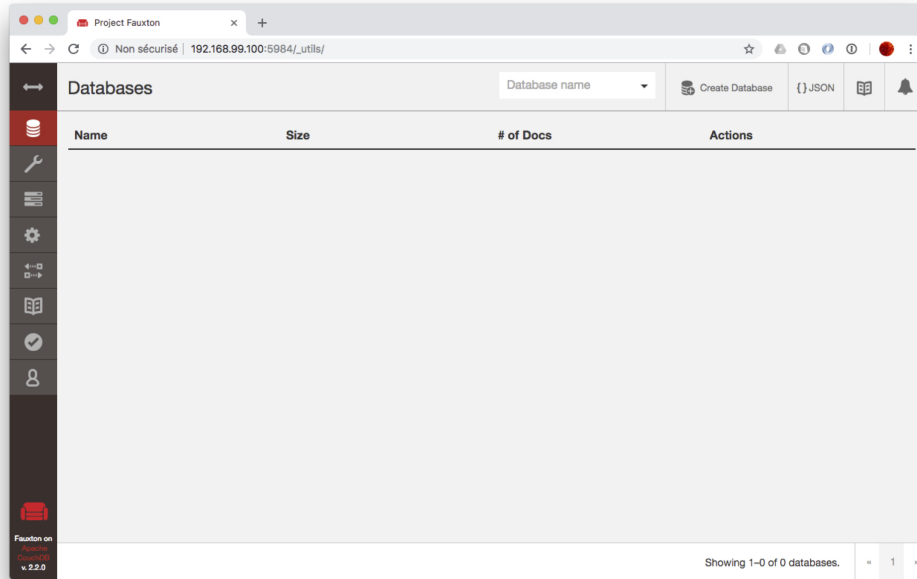 Project Fauxton
Non sécurisé | 192.168.99.100:5984/_utils/
Databases
Database name
Create Database
{ } JSON
Name Size # of Docs Actions
Fauxton on
Apache
CouchDB
v. 2.2.0
Showing 1–0 of 0 databases.
« 1